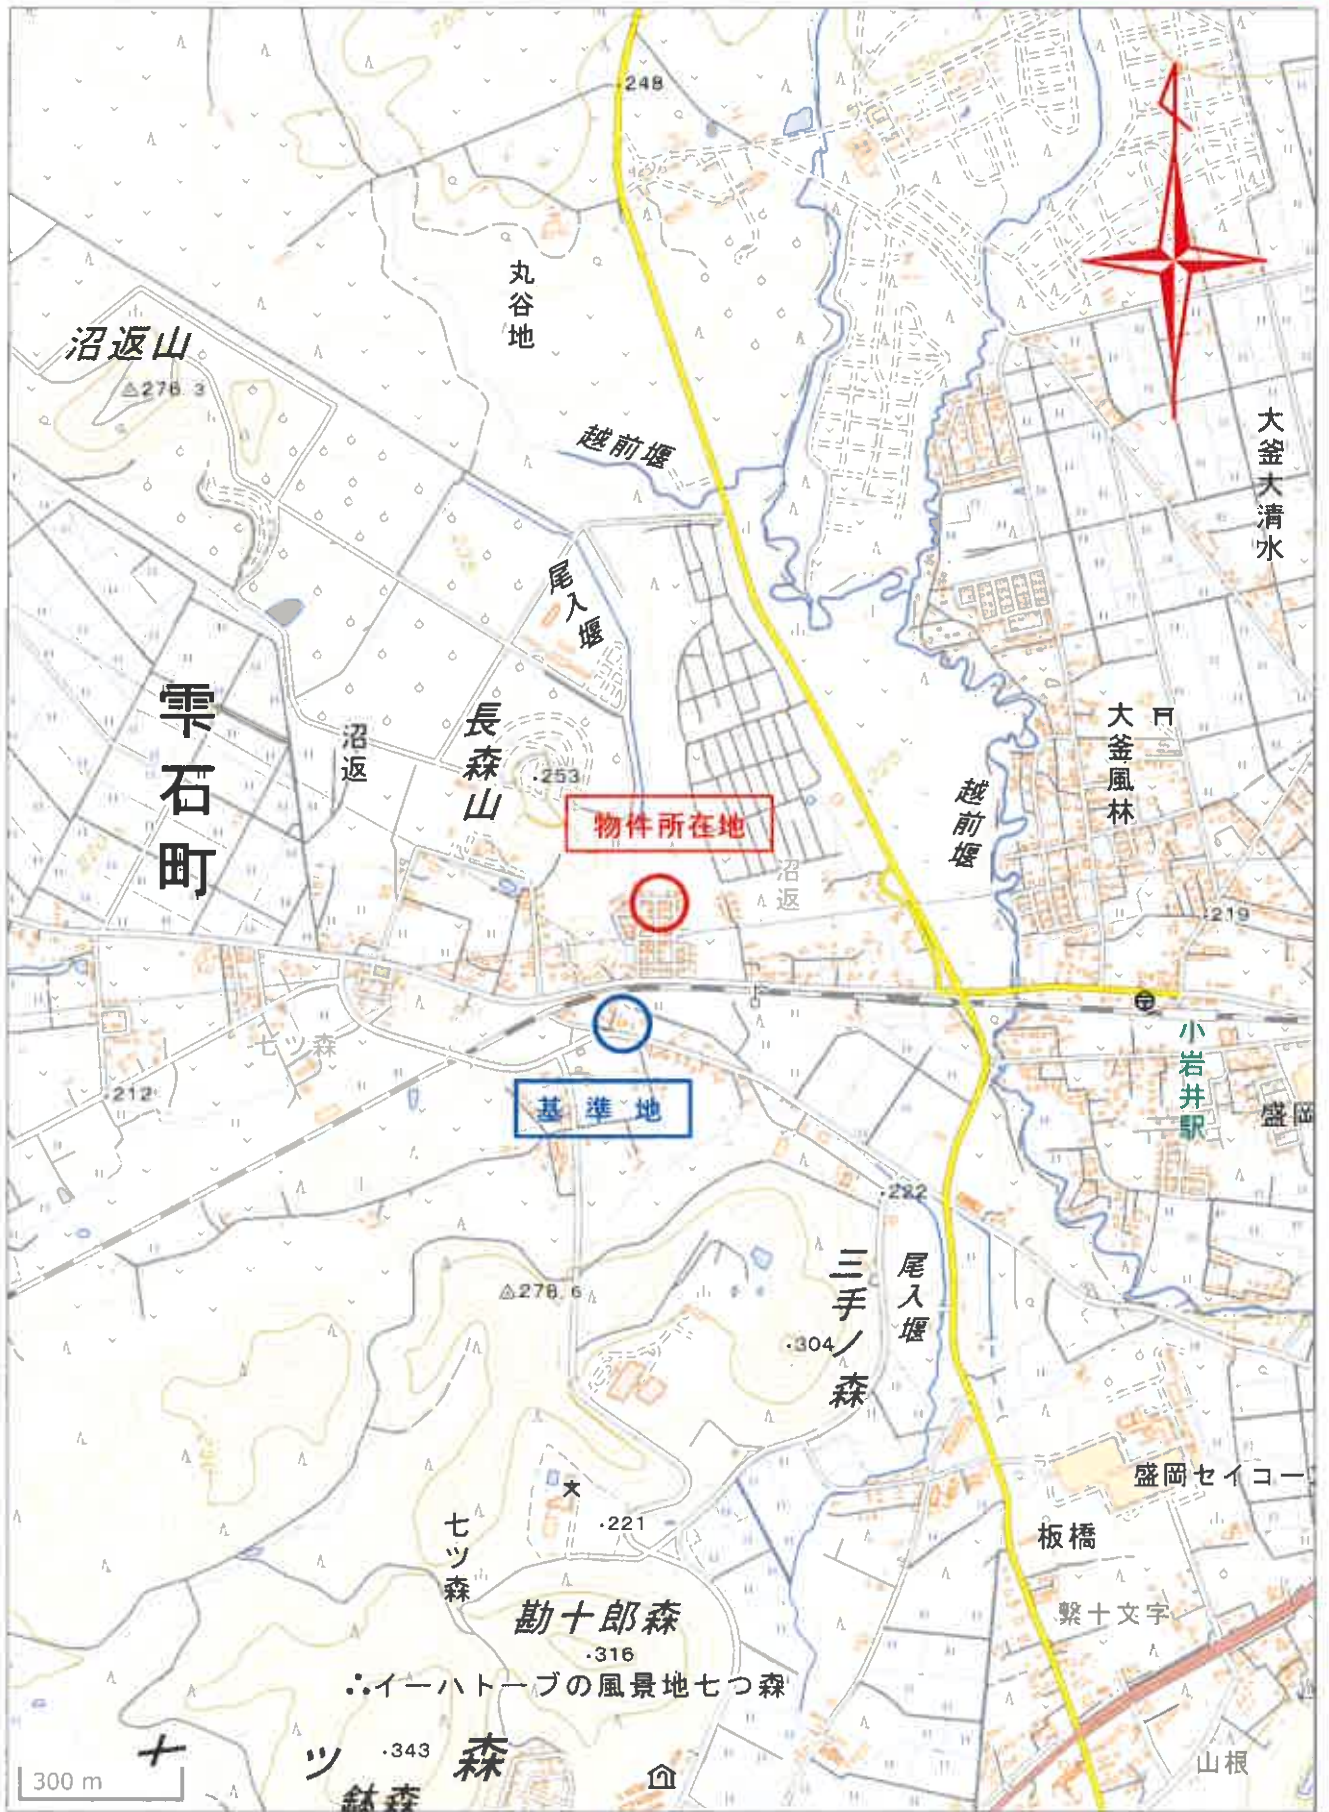 248
丸谷地
沼返山
276.3
越前堰
大釜大清水
尾入堰
雫石町
沼返
長森山
253
大釜風林
越前堰
物件所在地
沼返
219
七ツ森
小岩井駅
212
基準地
盛岡
222
278.6
三手ノ森
尾入堰
304
盛岡セイコー
221
板橋
七ツ森
繋十文字
勘十郎森
316
イーハトーブの風景地七つ森
ツ
343
森
山根
300 m
鉢森